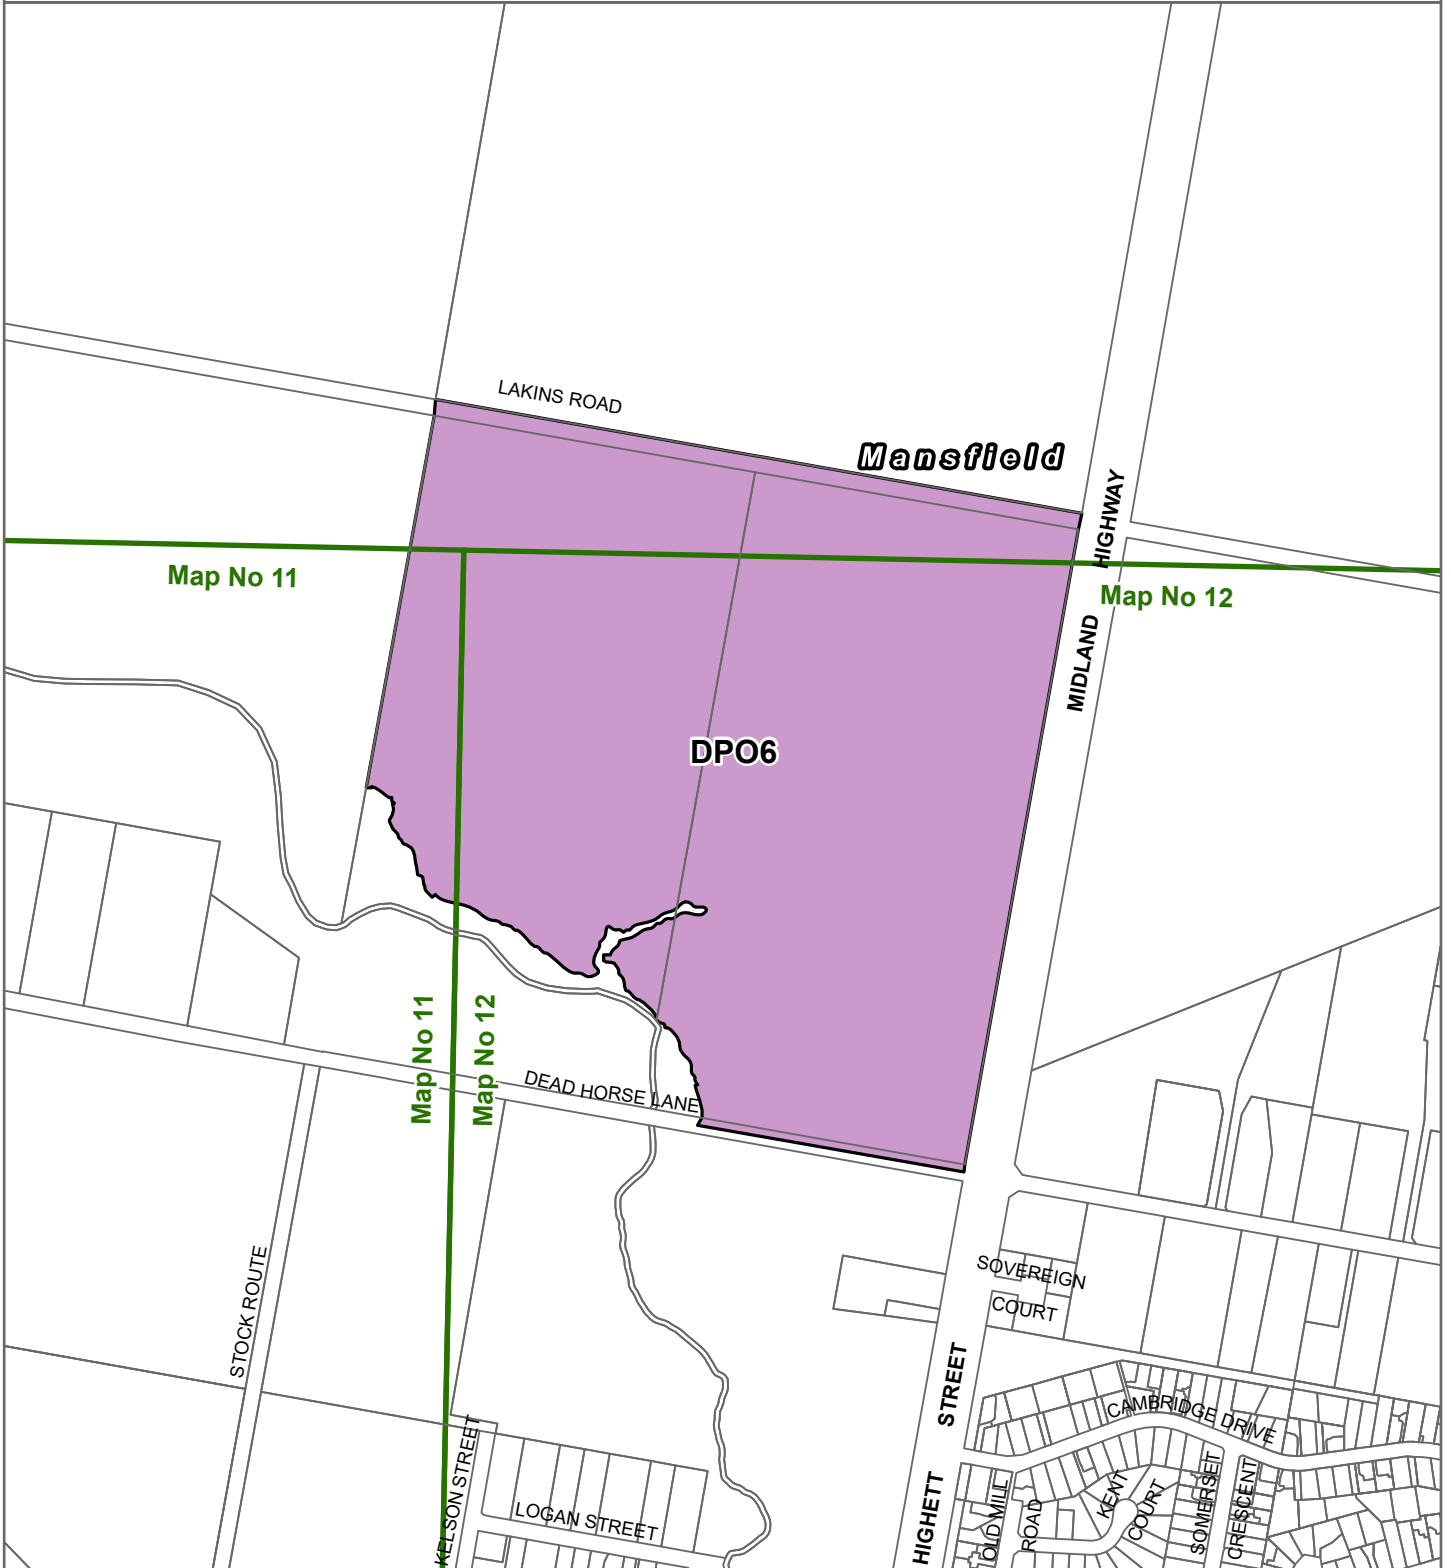 LAKINS ROAD
Mansfield
MIDLAND HIGHWAY
Map No 11
Map No 12
DPO6
Map No 11
Map No 12
DEAD HORSE LANE
STOCK ROUTE
SOVEREIGN
COURT
HIGHETT STREET
CAMBRIDGE DRIVE
KELSON STREET
LOGAN STREET
OLD MILL
ROAD
KENT
COURT
SOMERSET
CRESCENT